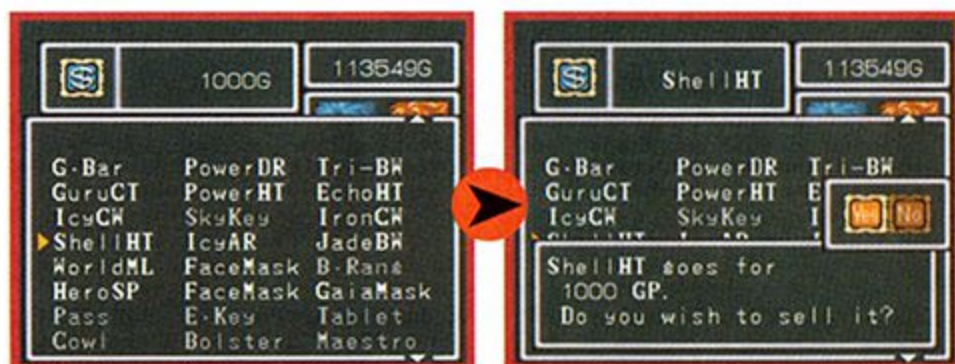 1000G
113549G
G·Bar PowerDR Tri-BW
GuruCT PowerHT EchoHT
IcyCW SkyKey IronCW
ShellHT IcyAR JadeBW
WorldML FaceMask B·Rang
HeroSP FaceMask GaiaMask
Pass E·Key Tablet
Cowl Bolster Maestro
ShellHT
113549G
G·Bar PowerDR Tri-BW
GuruCT PowerHT E
IcyCW SkyKey I
Yes No
ShellHT goes for
1000 GP.
Do you wish to sell it?